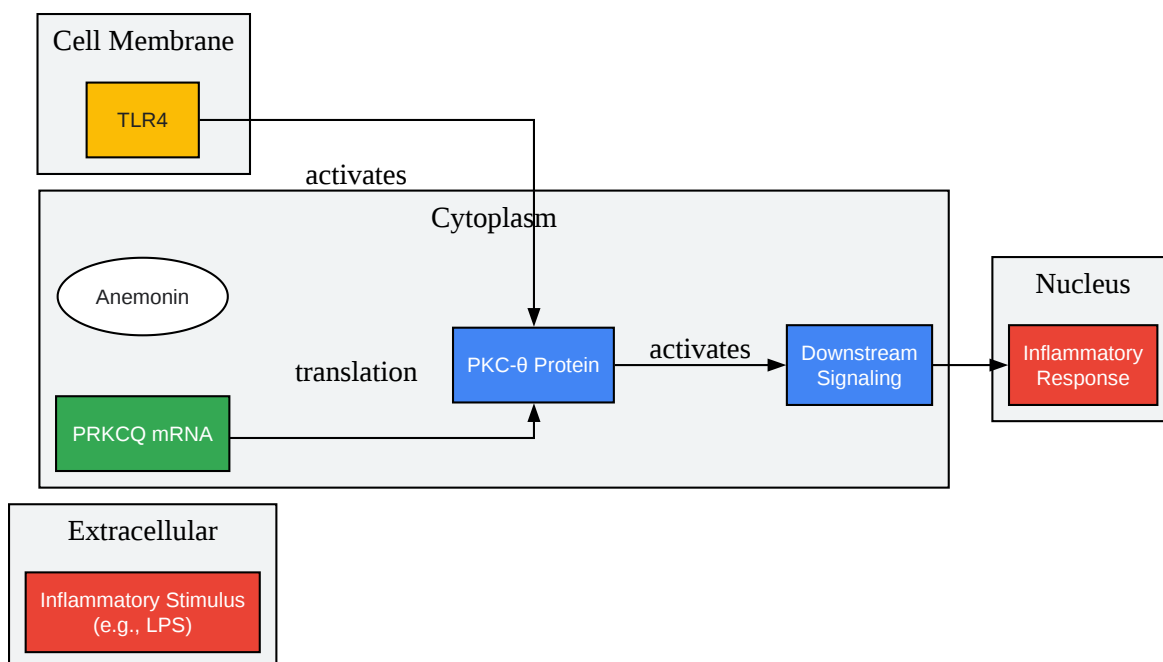 Cell Membrane
TLR4
activates
Cytoplasm
Anemonin
translation
PKC-θ Protein
activates
Downstream
Signaling
PRKCQ mRNA
Nucleus
Inflammatory
Response
Extracellular
Inflammatory Stimulus
(e.g., LPS)